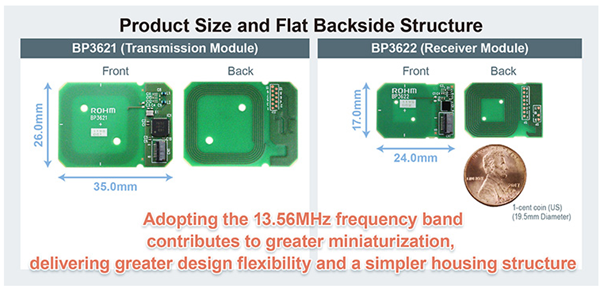 Product Size and Flat Backside Structure
BP3621 (Transmission Module)
Front
Back
26.0mm
ROHM
BP3621
35.0mm
BP3622 (Receiver Module)
Front
Back
17.0mm
ROHM
BP3622
24.0mm
1-cent coin (US)
(19.5mm Diameter)
Adopting the 13.56MHz frequency band
contributes to greater miniaturization,
delivering greater design flexibility and a simpler housing structure